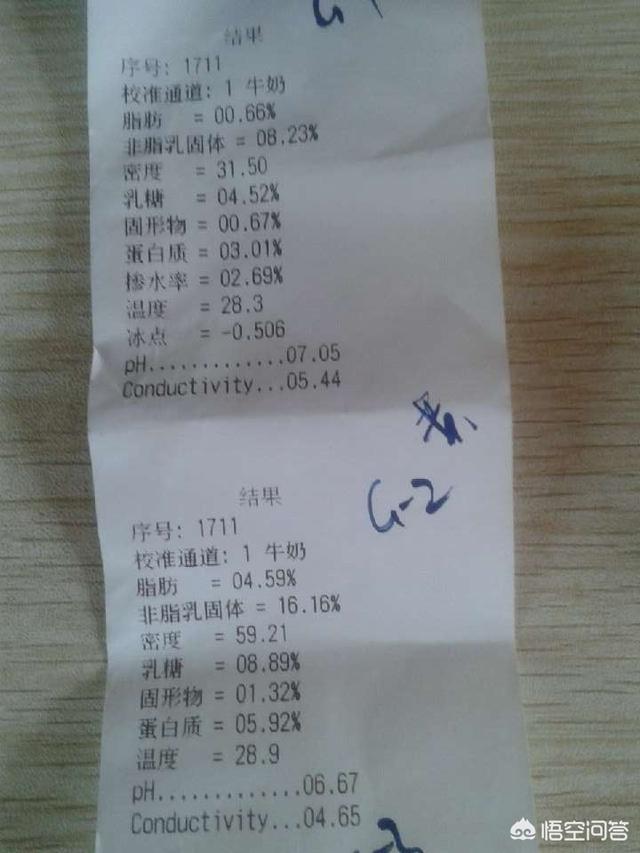 结果
序号: 1711
校准通道: 1 牛奶
脂肪 = 00.66%
非脂乳固体 = 08.23%
密度 = 31.50
乳糖 = 04.52%
固形物 = 00.67%
蛋白质 = 03.01%
掺水率 = 02.69%
温度 = 28.3
冰点 = -0.506
pH.............07.05
Conductivity...05.44
G-2
结果
序号: 1711
校准通道: 1 牛奶
脂肪 = 04.59%
非脂乳固体 = 16.16%
密度 = 59.21
乳糖 = 08.89%
固形物 = 01.32%
蛋白质 = 05.92%
温度 = 28.9
pH.............06.67
Conductivity...04.65
悟空问答